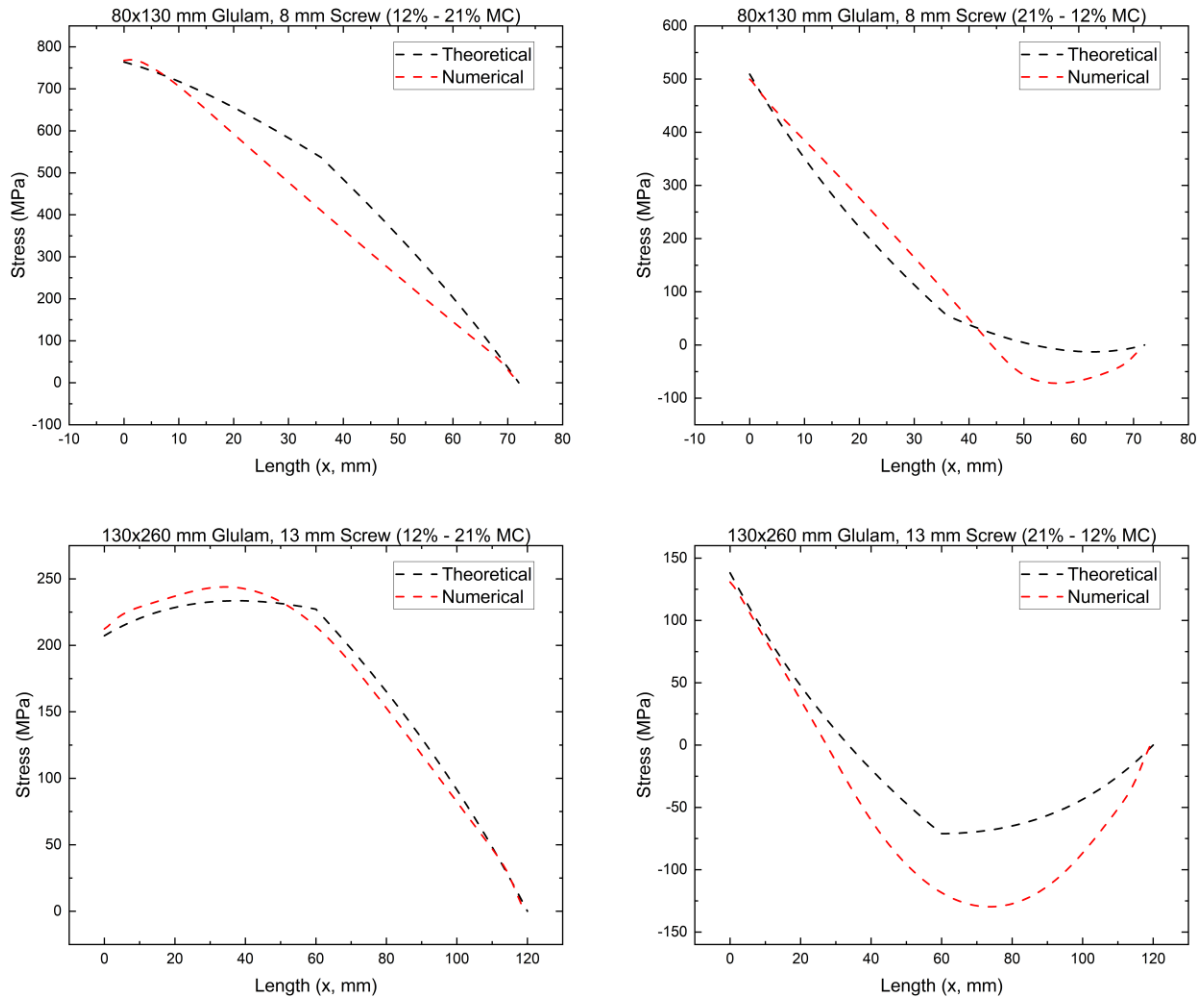 80x130 mm Glulam, 8 mm Screw (12% - 21% MC)
800
700
600
500
400
300
200
100
0
-100
Stress (MPa)
Theoretical
Numerical
-10 0 10 20 30 40 50 60 70 80
Length (x, mm)
80x130 mm Glulam, 8 mm Screw (21% - 12% MC)
600
500
400
300
200
100
0
-100
Stress (MPa)
Theoretical
Numerical
-10 0 10 20 30 40 50 60 70 80
Length (x, mm)
130x260 mm Glulam, 13 mm Screw (12% - 21% MC)
250
200
150
100
50
0
Stress (MPa)
Theoretical
Numerical
0 20 40 60 80 100 120
Length (x, mm)
130x260 mm Glulam, 13 mm Screw (21% - 12% MC)
150
100
50
0
-50
-100
-150
Stress (MPa)
Theoretical
Numerical
0 20 40 60 80 100 120
Length (x, mm)